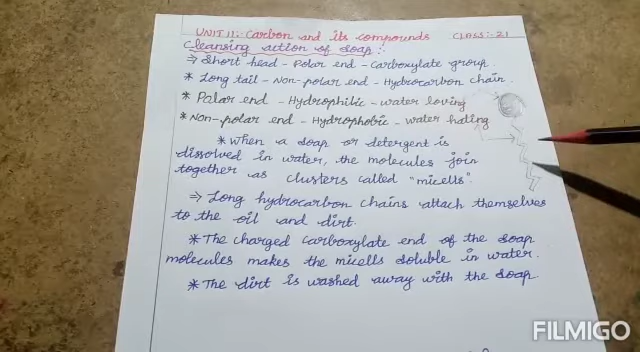 UNIT 11:- Carbon and its compounds CLASS:- 21
Cleansing action of soap:-
⇒ Short head - Polar end - Carboxylate group.
* Long tail - Non-polar end - Hydrocarbon chain.
* Polar end - Hydrophilic - water loving
* Non-polar end - Hydrophobic - water hating
* When a soap or detergent is
dissolved in water, the molecules join
together as clusters called "micells".
⇒ Long hydrocarbon chains attach themselves
to the oil and dirt.
* The charged carboxylate end of the soap
molecules makes the micells soluble in water.
* The dirt is washed away with the soap.
FILMIGO